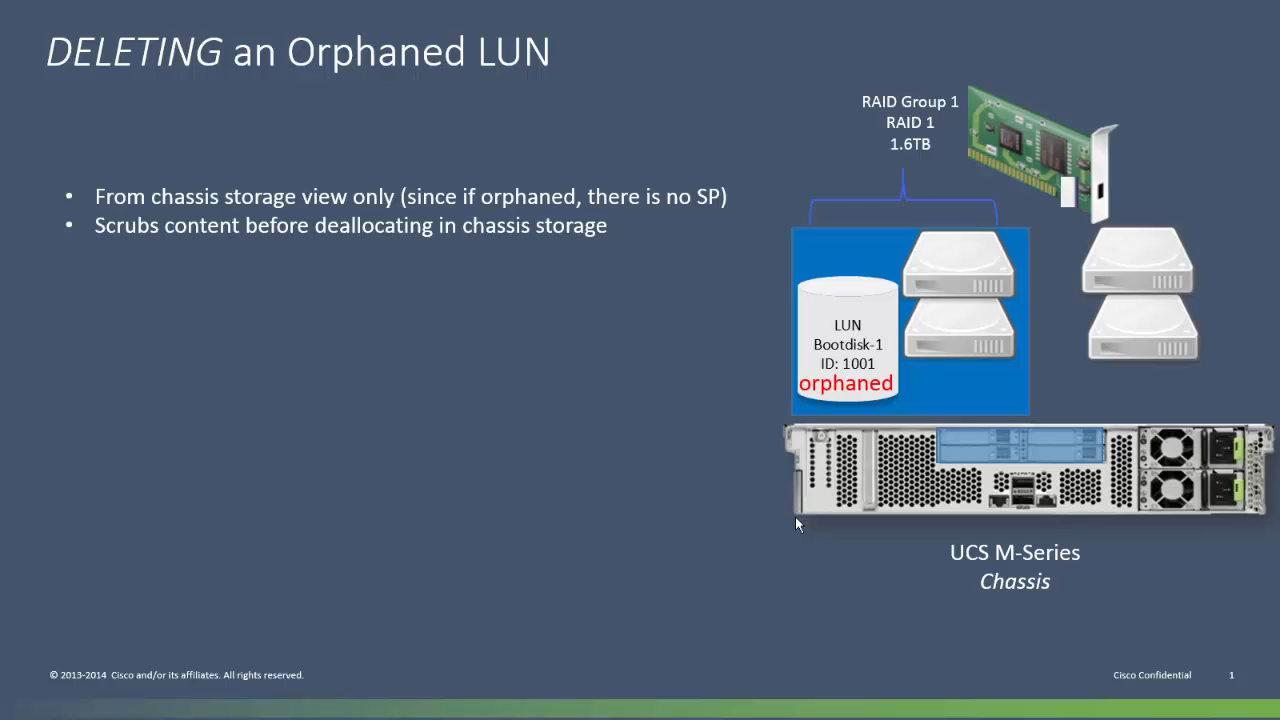 DELETING an Orphaned LUN
RAID Group 1
RAID 1
1.6TB
• From chassis storage view only (since if orphaned, there is no SP)
• Scrubs content before deallocating in chassis storage
LUN
Bootdisk-1
ID: 1001
orphaned
UCS M-Series
Chassis
© 2013-2014 Cisco and/or its affiliates. All rights reserved.
Cisco Confidential
1